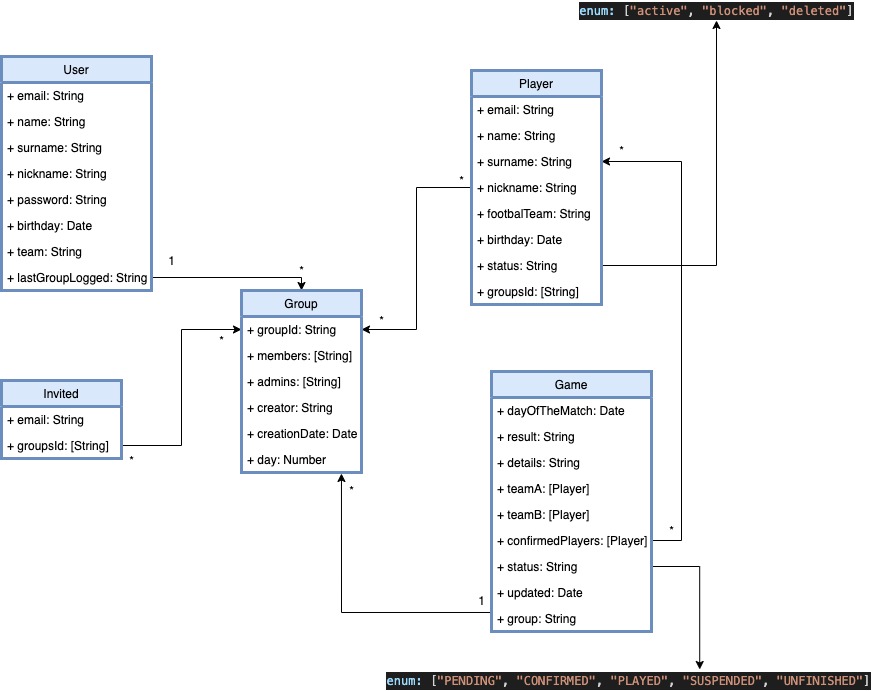 enum: ["active", "blocked", "deleted"]
User
+ email: String
+ name: String
+ surname: String
+ nickname: String
+ password: String
+ birthday: Date
+ team: String
+ lastGroupLogged: String
1
*
Player
+ email: String
+ name: String
+ surname: String
+ nickname: String
+ footbalTeam: String
+ birthday: Date
+ status: String
+ groupsId: [String]
*
*
*
Group
+ groupId: String
+ members: [String]
+ admins: [String]
+ creator: String
+ creationDate: Date
+ day: Number
*
*
Invited
+ email: String
+ groupsId: [String]
*
Game
+ dayOfTheMatch: Date
+ result: String
+ details: String
+ teamA: [Player]
+ teamB: [Player]
+ confirmedPlayers: [Player]
+ status: String
+ updated: Date
+ group: String
*
1
enum: ["PENDING", "CONFIRMED", "PLAYED", "SUSPENDED", "UNFINISHED"]